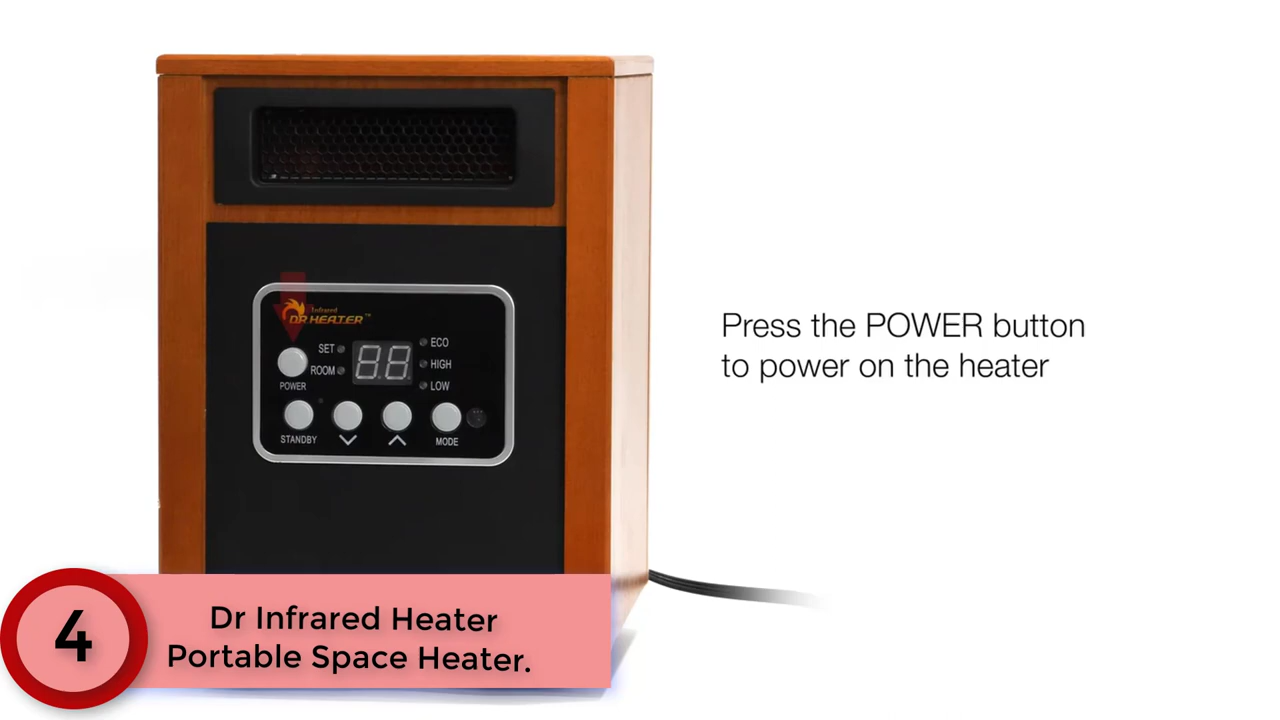 Infrared
DR HEATER™
SET
ROOM
88
ECO
HIGH
LOW
POWER
STANDBY
MODE
Press the POWER button
to power on the heater
4
Dr Infrared Heater
Portable Space Heater.